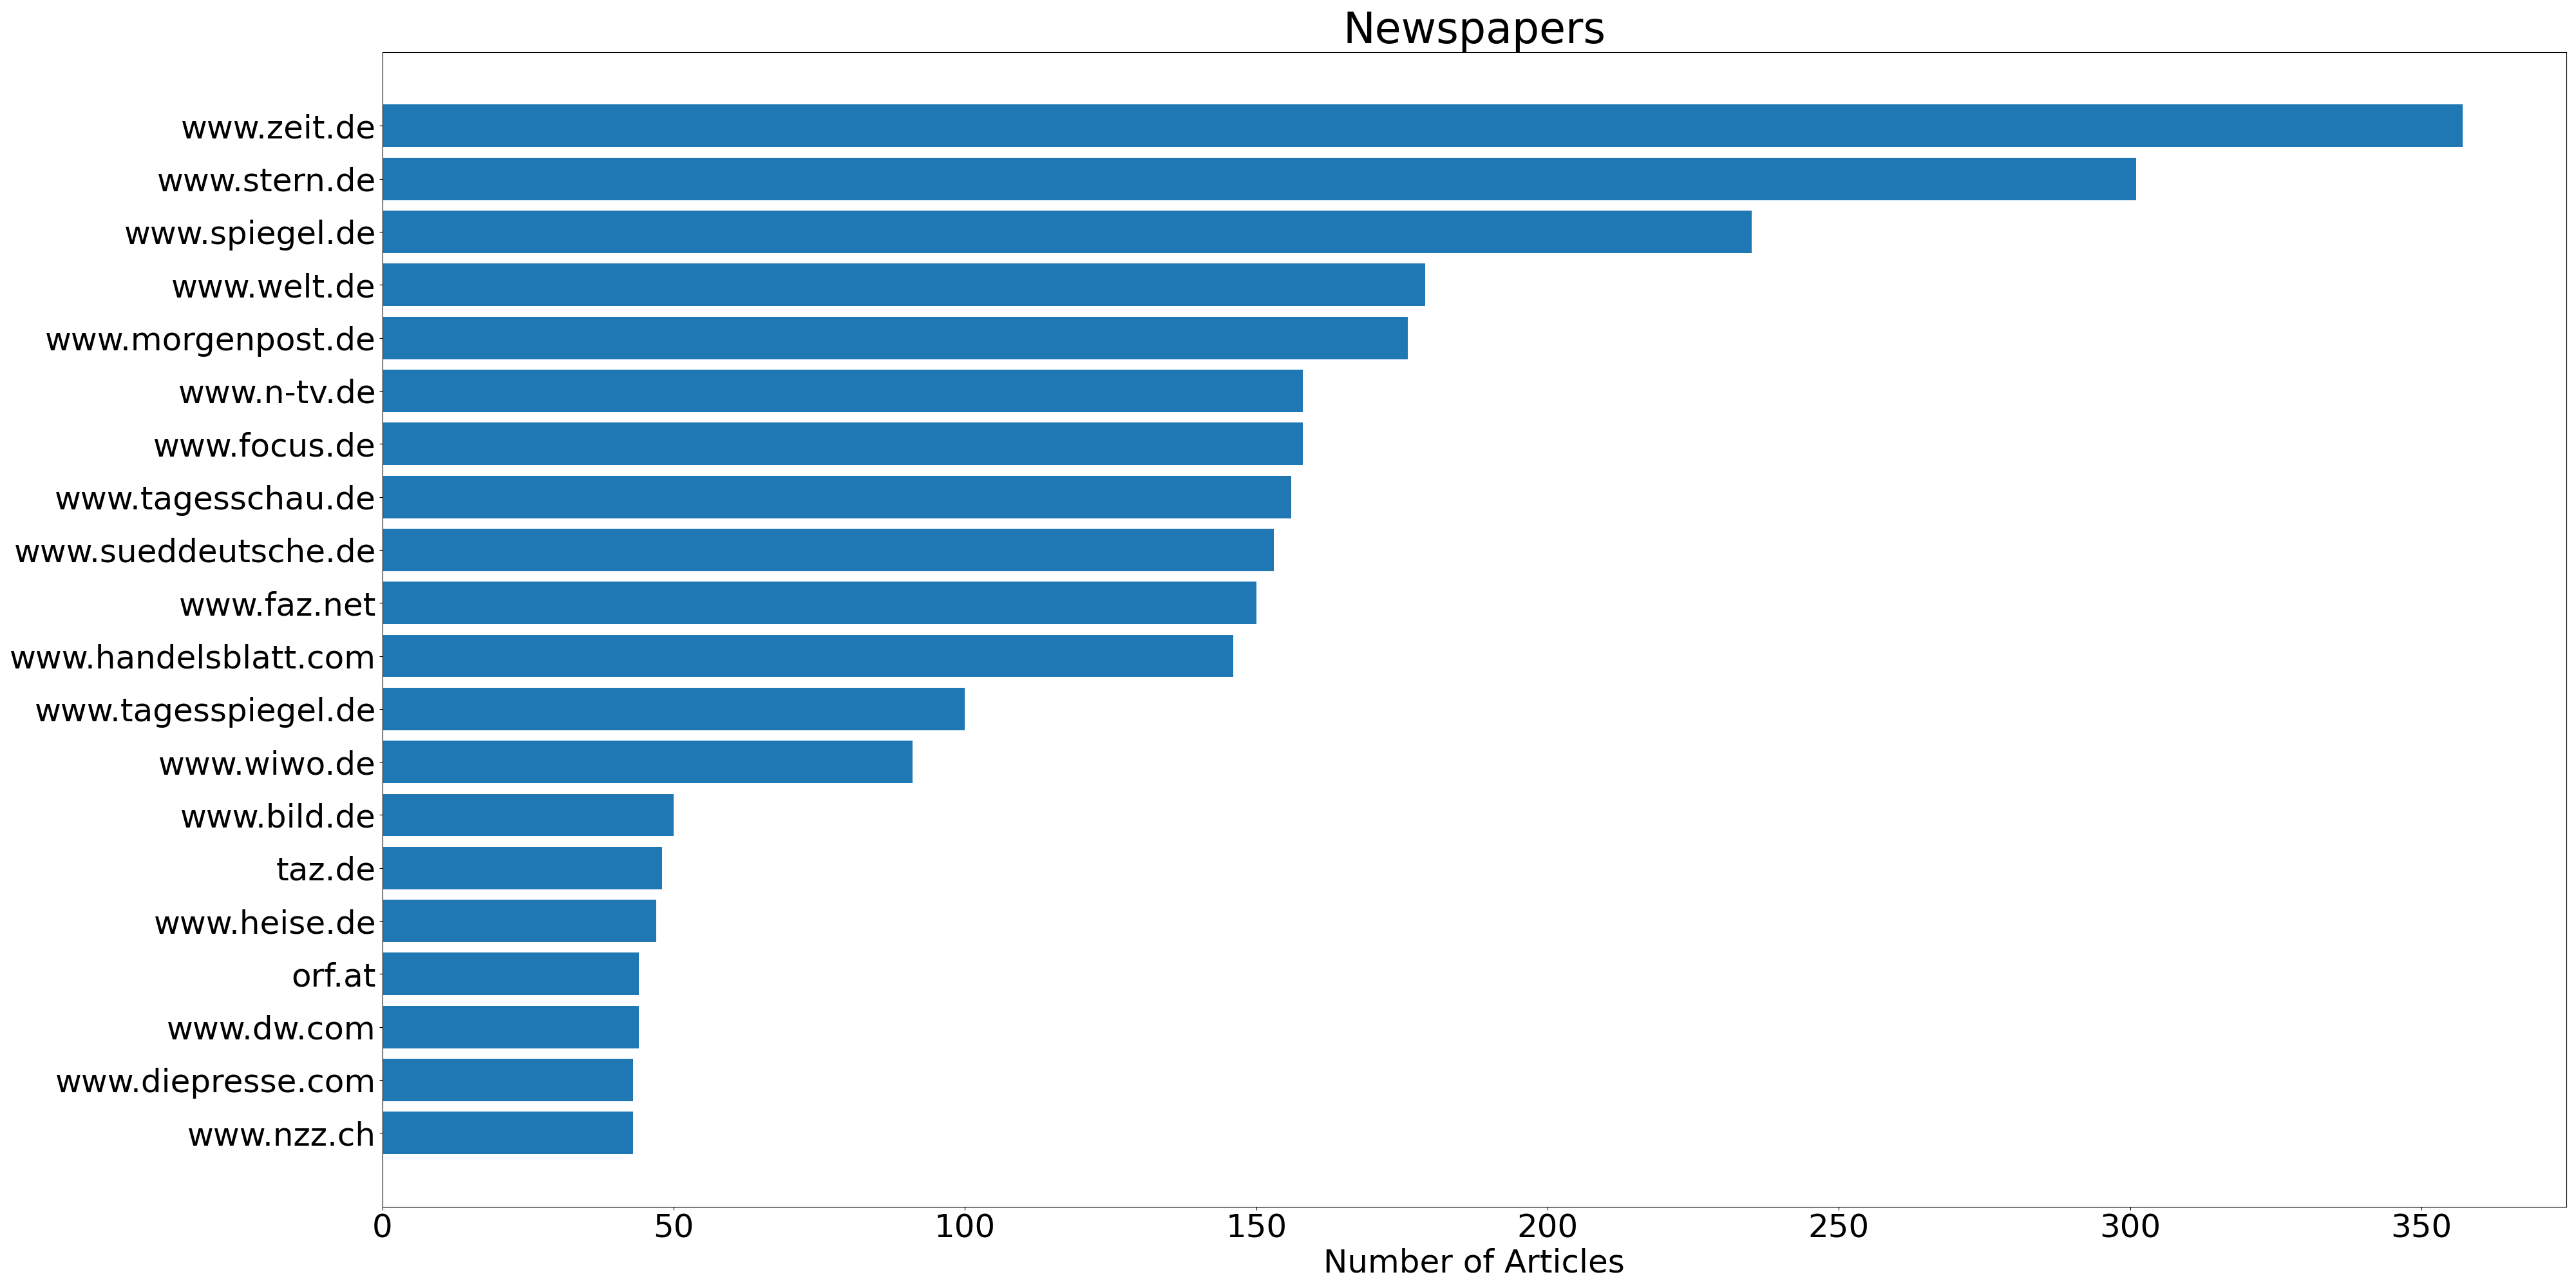 Newspapers
www.zeit.de
www.stern.de
www.spiegel.de
www.welt.de
www.morgenpost.de
www.n-tv.de
www.focus.de
www.tagesschau.de
www.sueddeutsche.de
www.faz.net
www.handelsblatt.com
www.tagesspiegel.de
www.wiwo.de
www.bild.de
taz.de
www.heise.de
orf.at
www.dw.com
www.diepresse.com
www.nzz.ch
0 50 100 150 200 250 300 350
Number of Articles